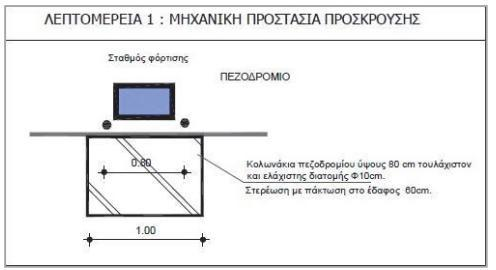 ΛΕΠΤΟΜΕΡΕΙΑ 1 : ΜΗΧΑΝΙΚΗ ΠΡΟΣΤΑΣΙΑ ΠΡΟΣΚΡΟΥΣΗΣ
Σταθμός φόρτισης
ΠΕΖΟΔΡΟΜΙΟ
0.80
Κολωνάκια πεζοδρομίου ύψους 80 cm τουλάχιστον
και ελάχιστης διατομής Φ10cm.
Στερέωση με πάκτωση στο έδαφος 60cm.
1.00